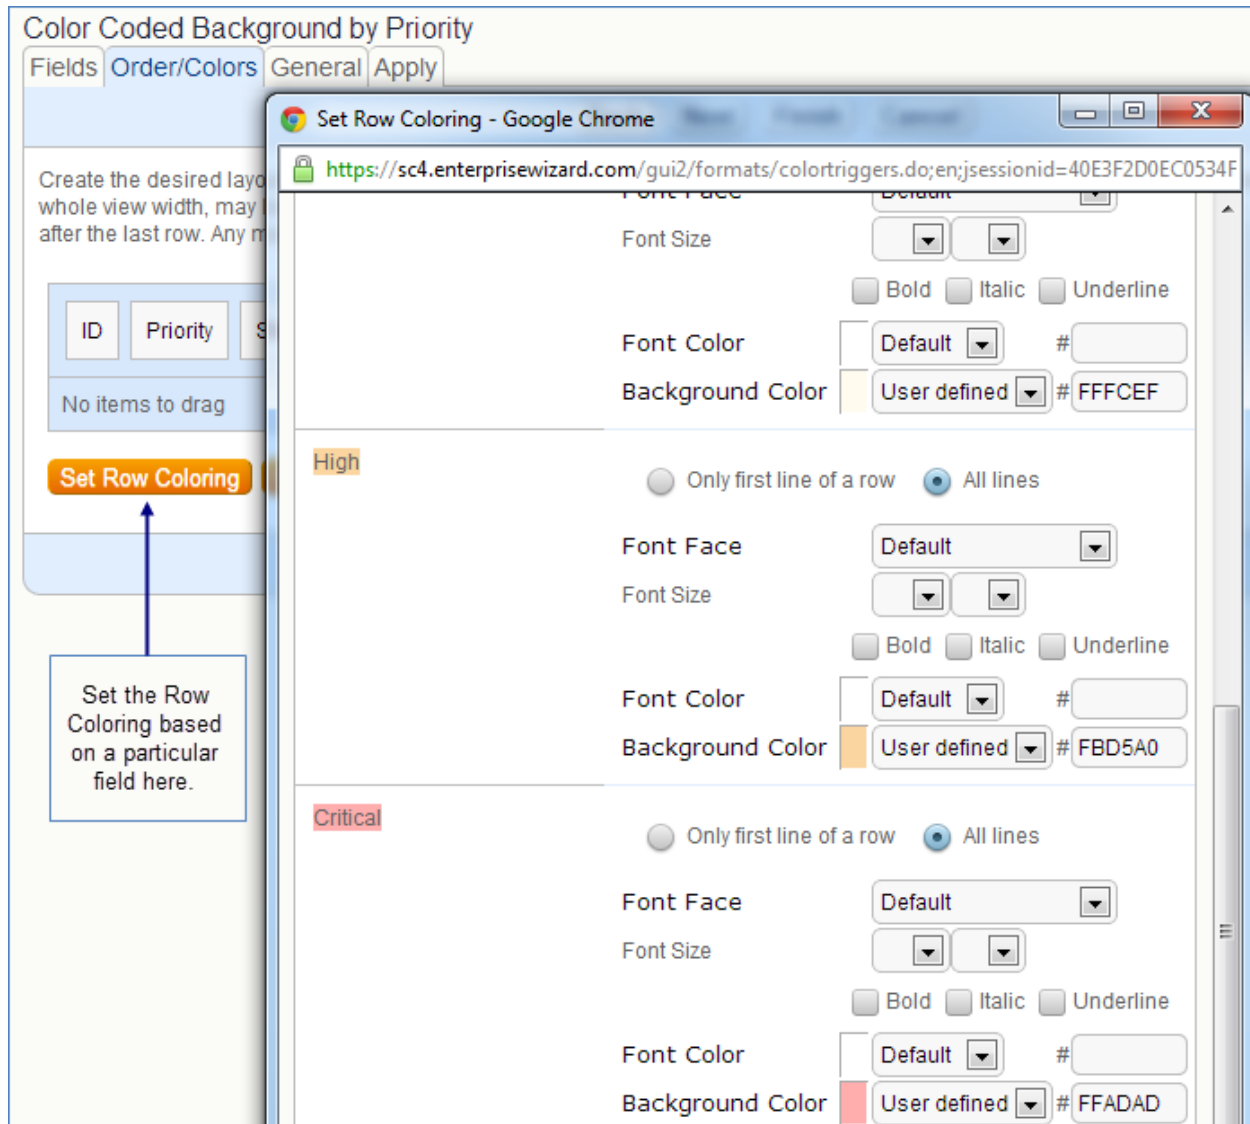 Color Coded Background by Priority
Fields Order/Colors General Apply
Set Row Coloring - Google Chrome
https://sc4.enterprisewizard.com/gui2/formats/colortriggers.do;en;jsessionid=40E3F2D0EC0534F
Create the desired layo
whole view width, may
after the last row. Any m
ID Priority S
No items to drag
Set Row Coloring
Set the Row
Coloring based
on a particular
field here.
Font Face Default
Font Size
Bold Italic Underline
Font Color Default #
Background Color User defined # FFFCEF
High
Only first line of a row All lines
Font Face Default
Font Size
Bold Italic Underline
Font Color Default #
Background Color User defined # FBD5A0
Critical
Only first line of a row All lines
Font Face Default
Font Size
Bold Italic Underline
Font Color Default #
Background Color User defined # FFADAD